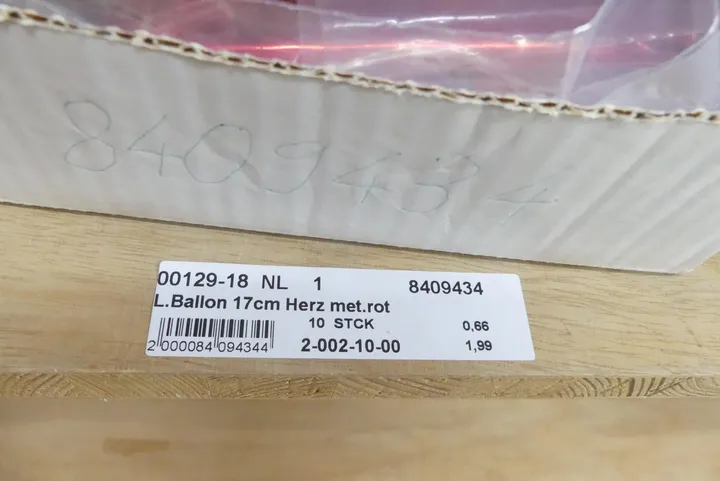 8409434
00129-18 NL 1 8409434
L.Ballon 17cm Herz met.rot
10 STCK 0,66
2 000084 094344 2-002-10-00 1,99